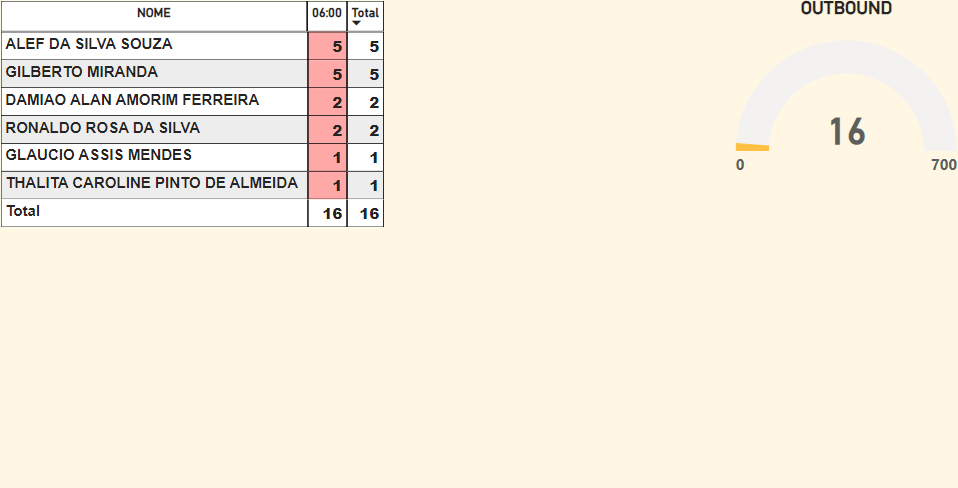 NOME 06:00 Total
ALEF DA SILVA SOUZA 5 5
GILBERTO MIRANDA 5 5
DAMIAO ALAN AMORIM FERREIRA 2 2
RONALDO ROSA DA SILVA 2 2
GLAUCIO ASSIS MENDES 1 1
THALITA CAROLINE PINTO DE ALMEIDA 1 1
Total 16 16
OUTBOUND
16
0 700